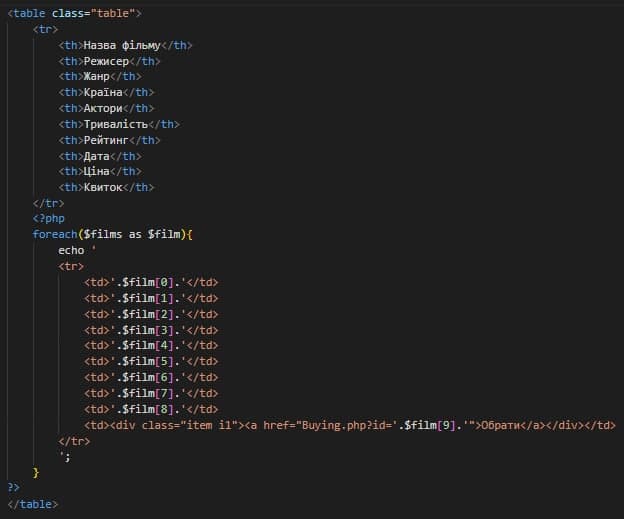 <table class="table">
<tr>
<th>Назва фільму</th>
<th>Режисер</th>
<th>Жанр</th>
<th>Країна</th>
<th>Актори</th>
<th>Тривалість</th>
<th>Рейтинг</th>
<th>Дата</th>
<th>Ціна</th>
<th>Квиток</th>
</tr>
<?php
foreach($films as $film){
echo '
<tr>
<td>'.$film[0].'</td>
<td>'.$film[1].'</td>
<td>'.$film[2].'</td>
<td>'.$film[3].'</td>
<td>'.$film[4].'</td>
<td>'.$film[5].'</td>
<td>'.$film[6].'</td>
<td>'.$film[7].'</td>
<td>'.$film[8].'</td>
<td><div class="item i1"><a href="Buying.php?id='.$film[9].'">Обрати</a></div></td>
</tr>
';
}
?>
</table>